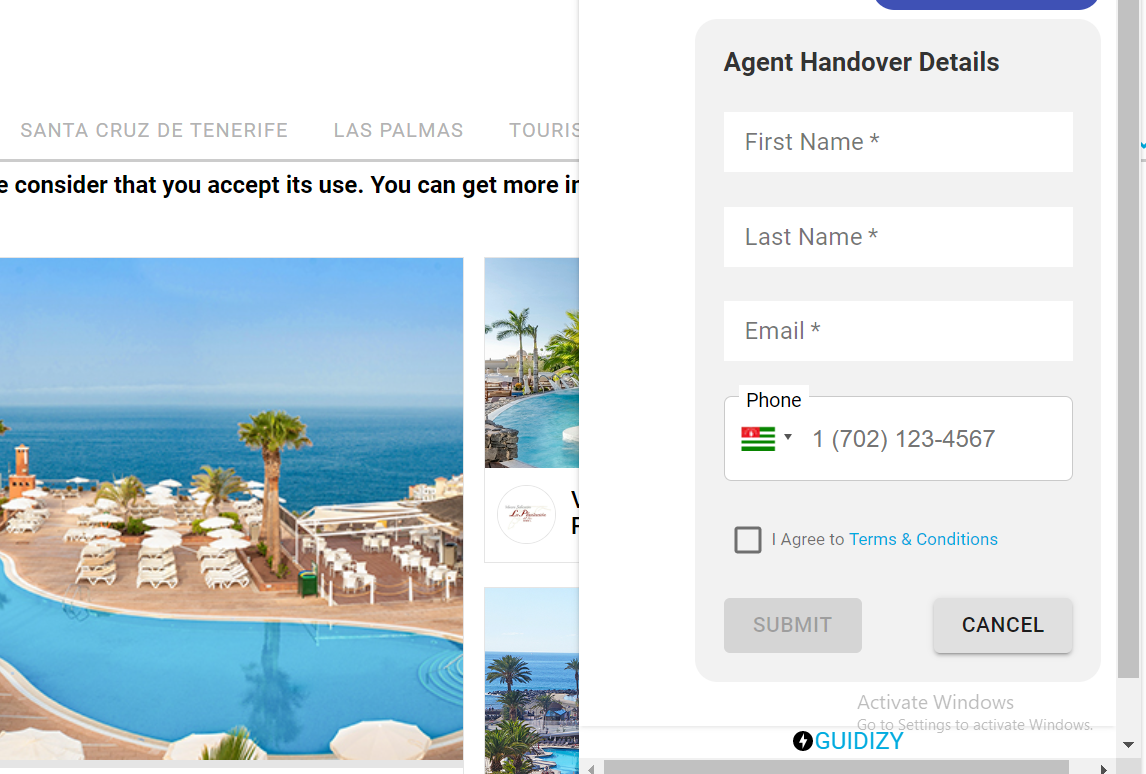 SANTA CRUZ DE TENERIFE LAS PALMAS TOURIS
e consider that you accept its use. You can get more in
V
Agent Handover Details
First Name *
Last Name *
Email *
Phone
1 (702) 123-4567
I Agree to Terms & Conditions
SUBMIT CANCEL
Activate Windows
Go to Settings to activate Windows.
GUIDIZY